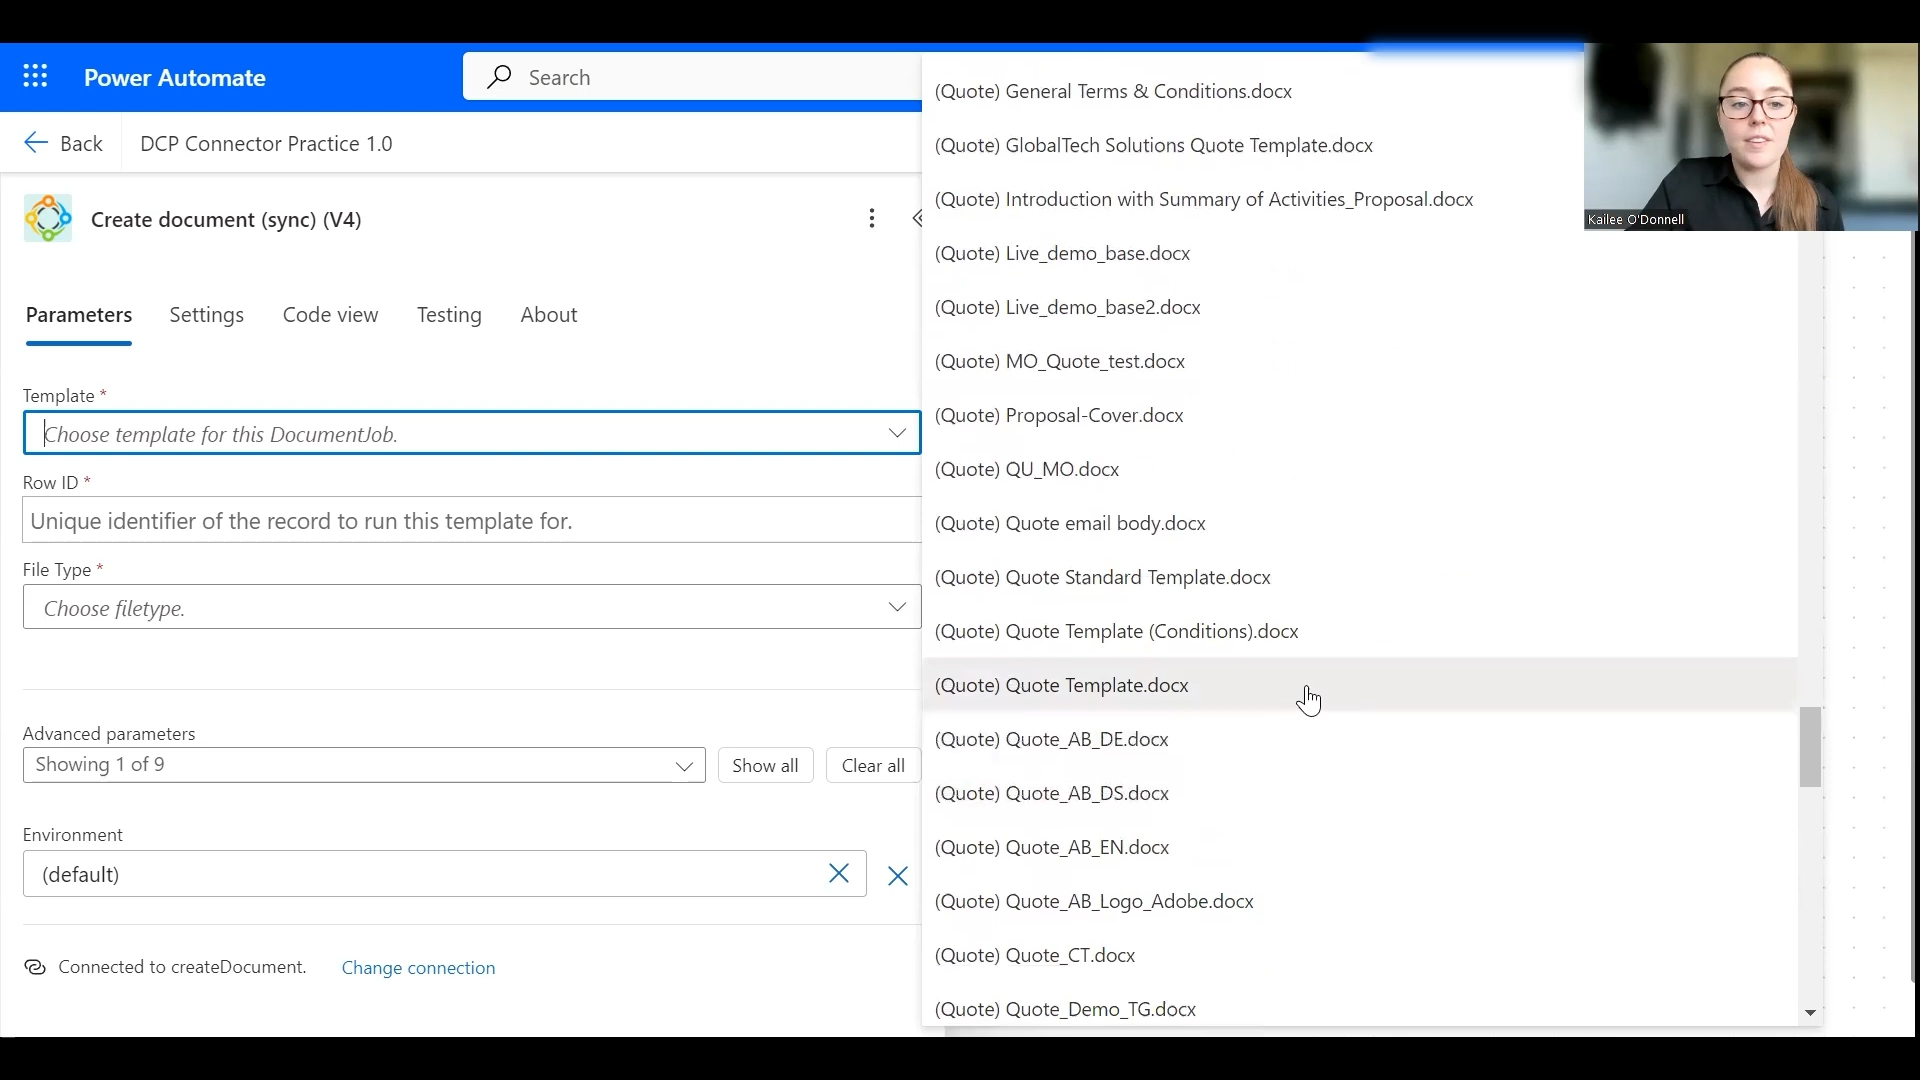 Power Automate
Search
Back
DCP Connector Practice 1.0
Create document (sync) (V4)
Parameters
Settings
Code view
Testing
About
Template *
Choose template for this DocumentJob.
Row ID *
Unique identifier of the record to run this template for.
File Type *
Choose filetype.
Advanced parameters
Showing 1 of 9
Show all
Clear all
Environment
(default)
Connected to createDocument.
Change connection
(Quote) General Terms & Conditions.docx
(Quote) GlobalTech Solutions Quote Template.docx
(Quote) Introduction with Summary of Activities_Proposal.docx
(Quote) Live_demo_base.docx
(Quote) Live_demo_base2.docx
(Quote) MO_Quote_test.docx
(Quote) Proposal-Cover.docx
(Quote) QU_MO.docx
(Quote) Quote email body.docx
(Quote) Quote Standard Template.docx
(Quote) Quote Template (Conditions).docx
(Quote) Quote Template.docx
(Quote) Quote_AB_DE.docx
(Quote) Quote_AB_DS.docx
(Quote) Quote_AB_EN.docx
(Quote) Quote_AB_Logo_Adobe.docx
(Quote) Quote_CT.docx
(Quote) Quote_Demo_TG.docx
Kailee O'Donnell